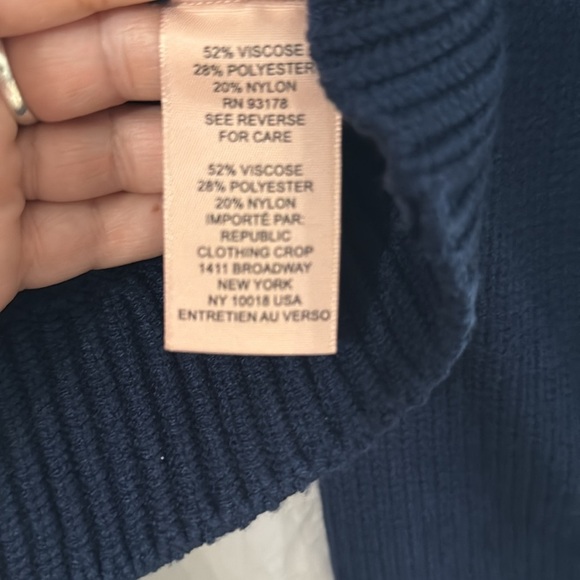 52% VISCOSE
28% POLYESTER
20% NYLON
RN 93178
SEE REVERSE
FOR CARE
52% VISCOSE
28% POLYESTER
20% NYLON
IMPORTÉ PAR:
REPUBLIC
CLOTHING CROP
1411 BROADWAY
NEW YORK
NY 10018 USA
ENTRETIEN AU VERSO